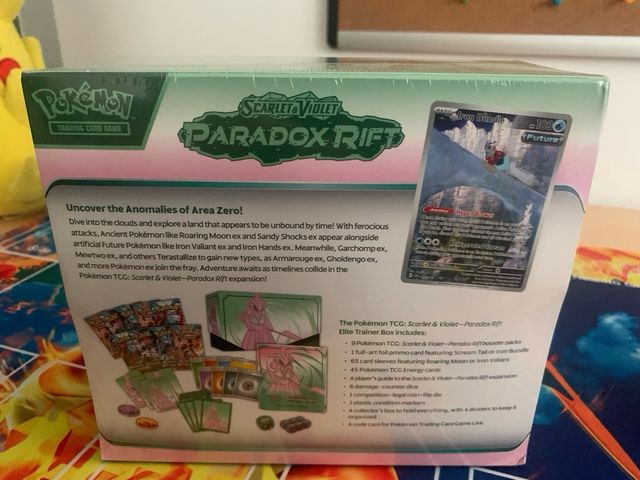 POKéMON
TRADING CARD GAME
SCARLET & VIOLET
PARADOX RIFT
Iron Bundle
Future
Ability Hyper Blower
Refrigerated Stream
Uncover the Anomalies of Area Zero!
Dive into the clouds and explore a land that appears to be unbound by time! With ferocious
attacks, Ancient Pokémon like Roaring Moon ex and Sandy Shocks ex appear alongside
artificial Future Pokémon like Iron Valiant ex and Iron Hands ex. Meanwhile, Garchomp ex,
Mewtwo ex, and others Terastallize to gain new types, as Armarouge ex, Gholdengo ex,
and more Pokémon ex join the fray. Adventure awaits as timelines collide in the
Pokémon TCG: Scarlet & Violet—Paradox Rift expansion!
The Pokémon TCG: Scarlet & Violet—Paradox Rift
Elite Trainer Box includes:
• 9 Pokémon TCG: Scarlet & Violet—Paradox Rift booster packs
• 1 full-art foil promo card featuring Scream Tail or Iron Bundle
• 65 card sleeves featuring Roaring Moon or Iron Valiant
• 45 Pokémon TCG Energy cards
• A player's guide to the Scarlet & Violet—Paradox Rift expansion
• 6 damage-counter dice
• 1 competition-legal coin-flip die
• 2 plastic condition markers
• A collector's box to hold everything, with 4 dividers to keep it
organized
• A code card for Pokémon Trading Card Game Live